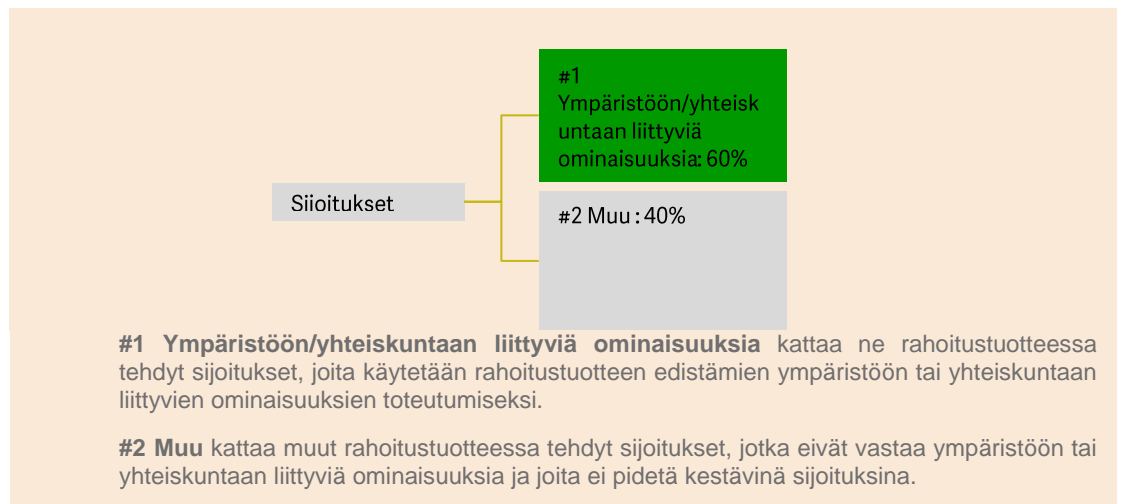 #1
Ympäristöön/yhteisk
untaan liittyviä
ominaisuuksia: 60%
Sijoitukset
#2 Muu : 40%
#1 Ympäristöön/yhteiskuntaan liittyviä ominaisuuksia kattaa ne rahoitustuotteessa
tehdyt sijoitukset, joita käytetään rahoitustuotteen edistämien ympäristöön tai yhteiskuntaan
liittyvien ominaisuuksien toteutumiseksi.
#2 Muu kattaa muut rahoitustuotteessa tehdyt sijoitukset, jotka eivät vastaa ympäristöön tai
yhteiskuntaan liittyviä ominaisuuksia ja joita ei pidetä kestävinä sijoituksina.